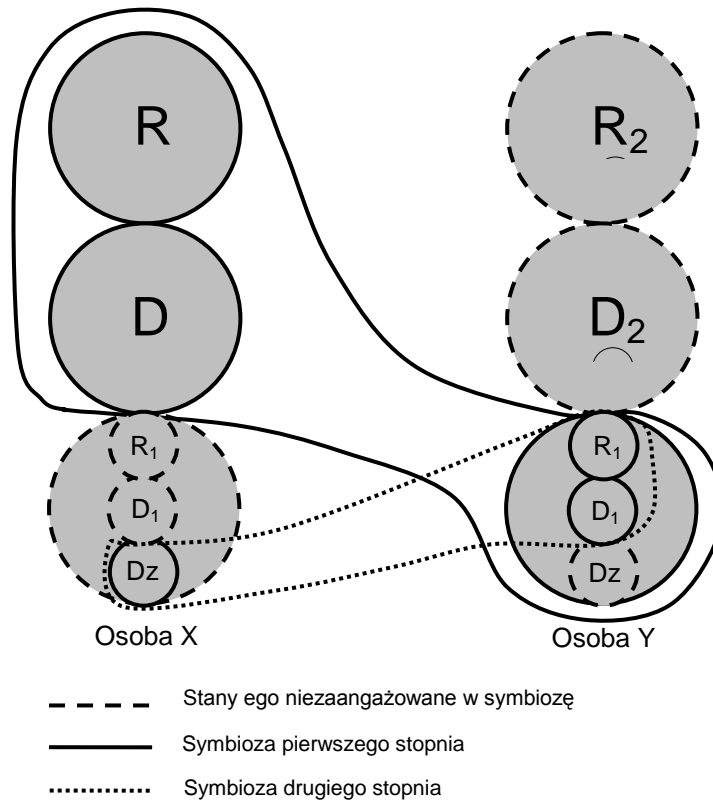 R R₂
D D₂
R₁ R₁
D₁ D₁
Dz Dz
Osoba X Osoba Y
Stany ego niezaangażowane w symbiozę
Symbioza pierwszego stopnia
Symbioza drugiego stopnia